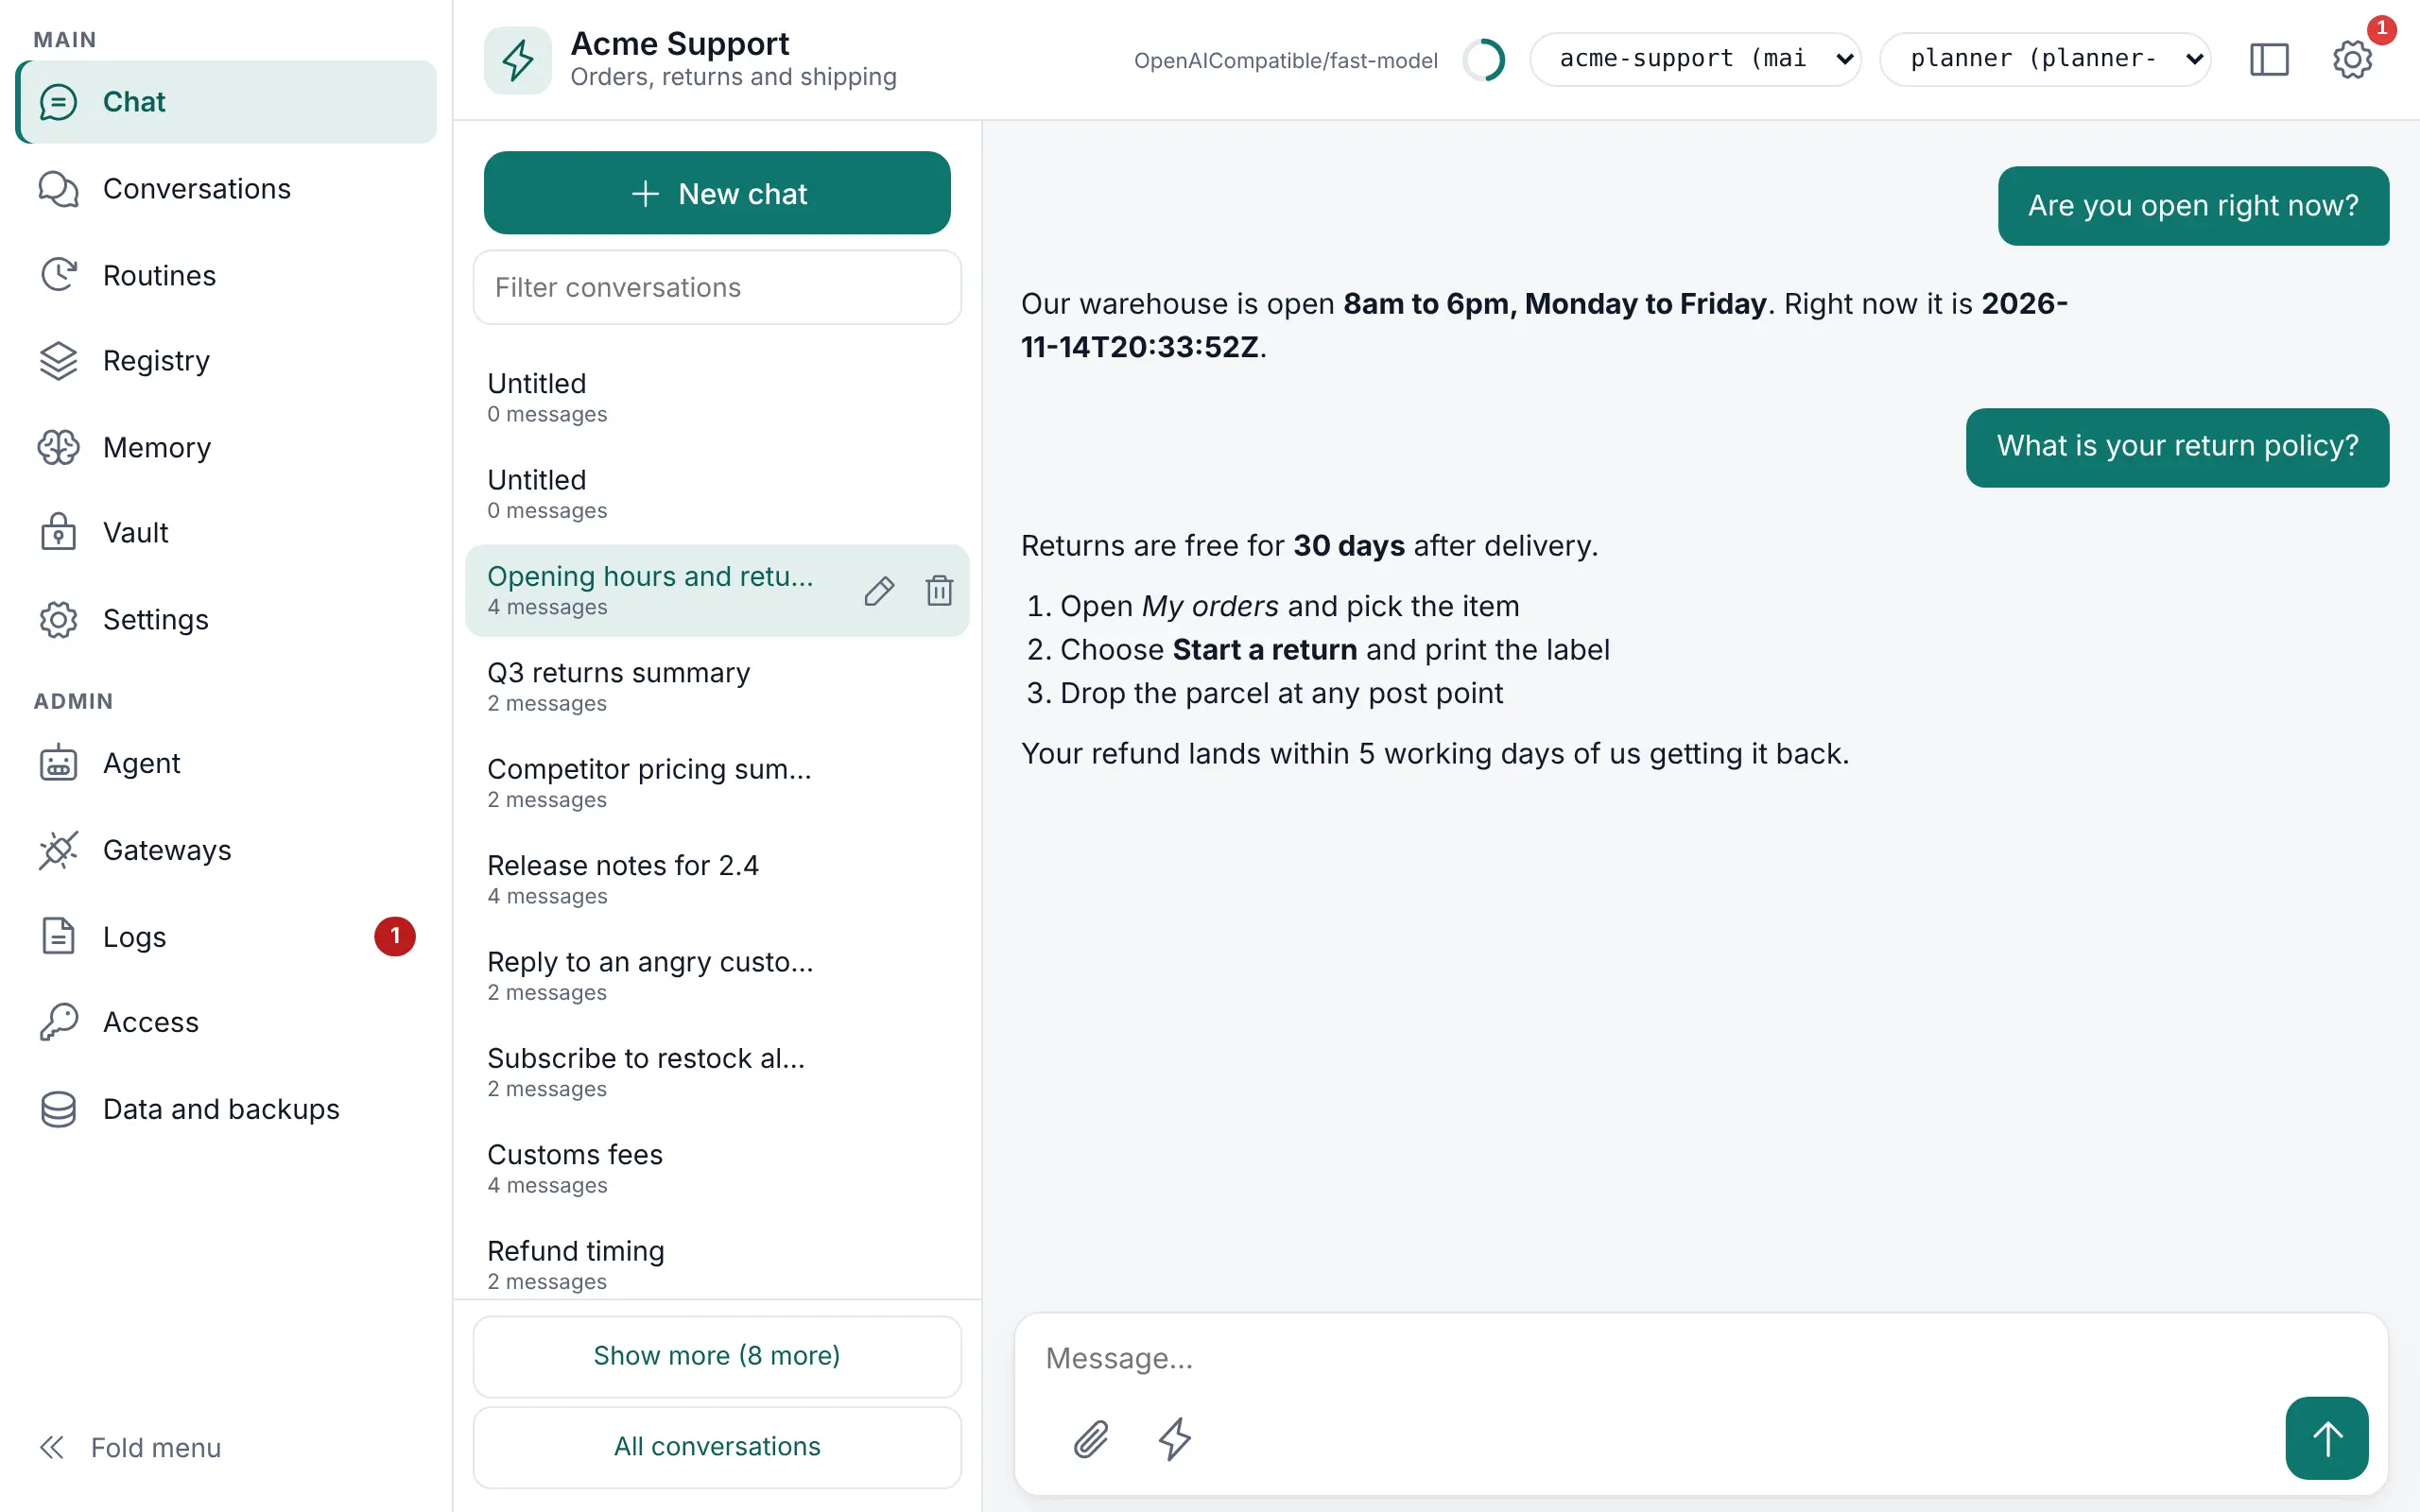 MAIN
Chat
Conversations
Routines
Registry
Memory
Vault
Settings
ADMIN
Agent
Gateways
Logs
1
Access
Data and backups
Fold menu
Acme Support
Orders, returns and shipping
OpenAICompatible/fast-model
acme-support (mai
planner (planner-
1
New chat
Filter conversations
Untitled
0 messages
Untitled
0 messages
Opening hours and retu...
4 messages
Q3 returns summary
2 messages
Competitor pricing sum...
2 messages
Release notes for 2.4
4 messages
Reply to an angry custo...
2 messages
Subscribe to restock al...
2 messages
Customs fees
4 messages
Refund timing
2 messages
Show more (8 more)
All conversations
Are you open right now?
Our warehouse is open 8am to 6pm, Monday to Friday. Right now it is 2026-
11-14T20:33:52Z.
What is your return policy?
Returns are free for 30 days after delivery.
1. Open My orders and pick the item
2. Choose Start a return and print the label
3. Drop the parcel at any post point
Your refund lands within 5 working days of us getting it back.
Message...